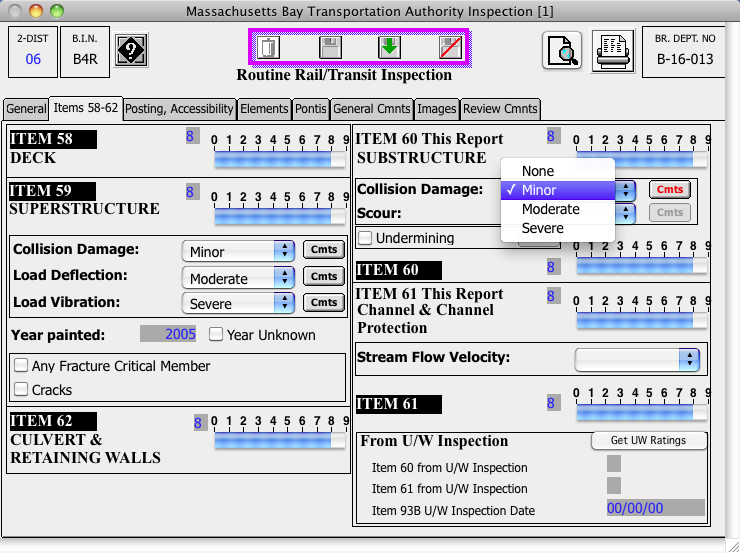 Massachusetts Bay Transportation Authority Inspection [1]
2-DIST
06
B.I.N.
B4R
?
Routine Rail/Transit Inspection
BR. DEPT. NO
B-16-013
General
Items 58-62
Posting, Accessibility
Elements
Pontis
General Cmnts
Images
Review Cmnts
ITEM 58
DECK
8
0 1 2 3 4 5 6 7 8 9
ITEM 59
SUPERSTRUCTURE
8
0 1 2 3 4 5 6 7 8 9
Collision Damage:
Minor
Cmts
Load Deflection:
Moderate
Cmts
Load Vibration:
Severe
Cmts
Year painted:
2005
Year Unknown
Any Fracture Critical Member
Cracks
ITEM 62
CULVERT &
RETAINING WALLS
8
0 1 2 3 4 5 6 7 8 9
ITEM 60 This Report
SUBSTRUCTURE
8
0 1 2 3 4 5 6 7 8 9
Collision Damage:
None
✓ Minor
Moderate
Severe
Cmts
Scour:
Cmts
Undermining
ITEM 60
8
0 1 2 3 4 5 6 7 8 9
ITEM 61 This Report
Channel & Channel
Protection
8
0 1 2 3 4 5 6 7 8 9
Stream Flow Velocity:
ITEM 61
8
0 1 2 3 4 5 6 7 8 9
From U/W Inspection
Get UW Ratings
Item 60 from U/W Inspection
Item 61 from U/W Inspection
Item 93B U/W Inspection Date
00/00/00